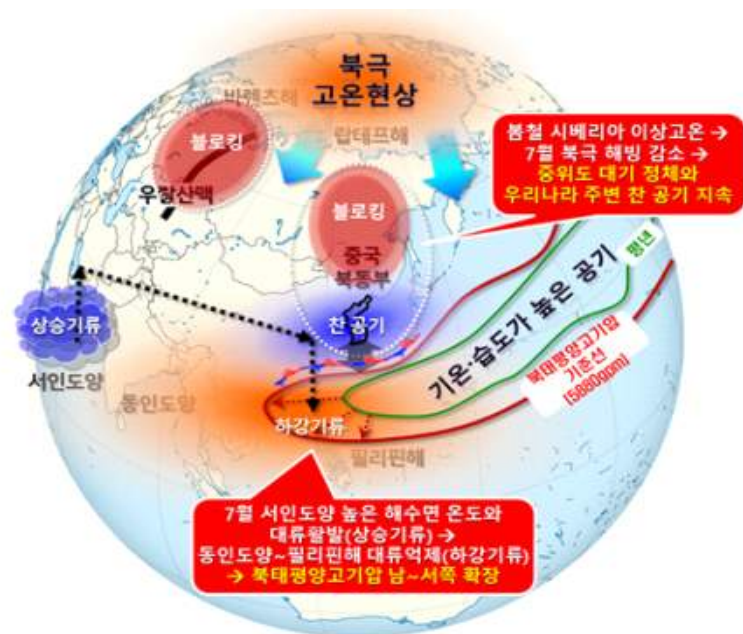 북극
고온현상
바렌츠해
랍테프해
블로킹
우랄산맥
블로킹
중국
북동부
봄철 시베리아 이상고온 →
7월 북극 해빙 감소 →
중위도 대기 정체와
우리나라 주변 찬 공기 지속
평년
기온·습도가 높은 공기
북태평양고기압
기준선
(5880gpm)
상승기류
서인도양
찬 공기
동인도양
하강기류
필리핀해
7월 서인도양 높은 해수면 온도와
대류활발(상승기류) →
동인도양~필리핀해 대류억제(하강기류)
→ 북태평양고기압 남~서쪽 확장